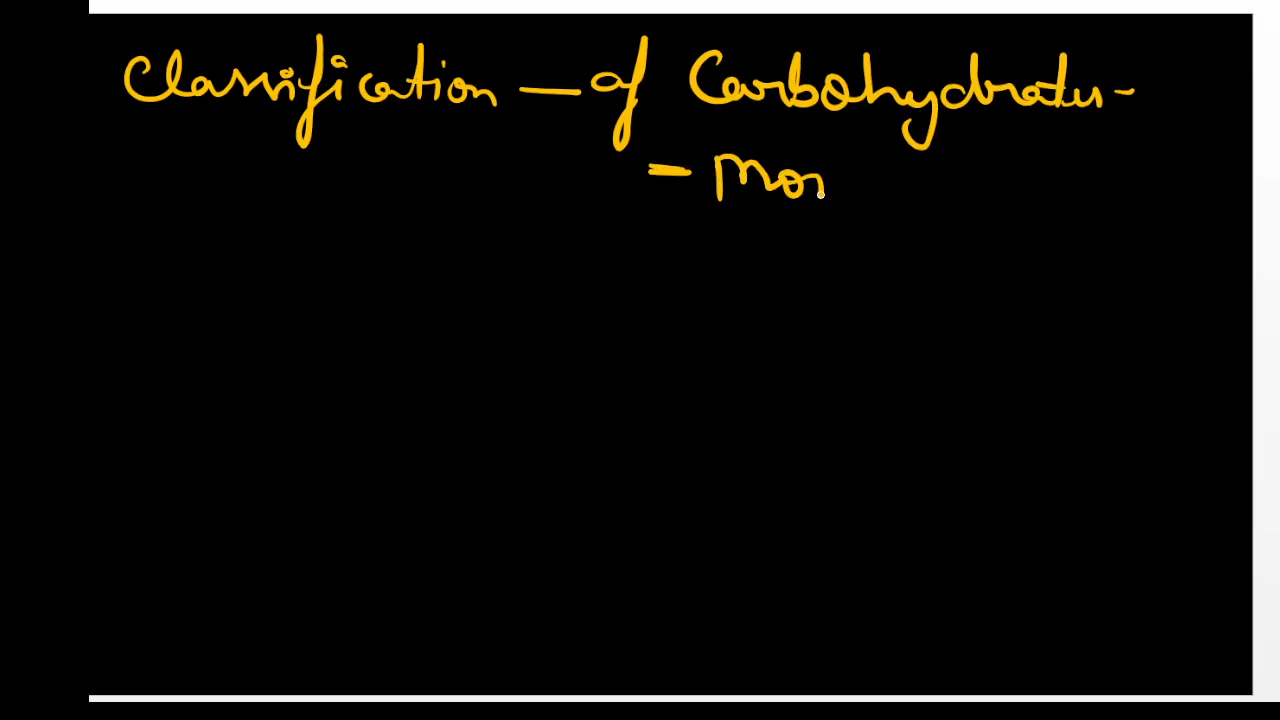 Classification — of Carbohydrates -
- Mon